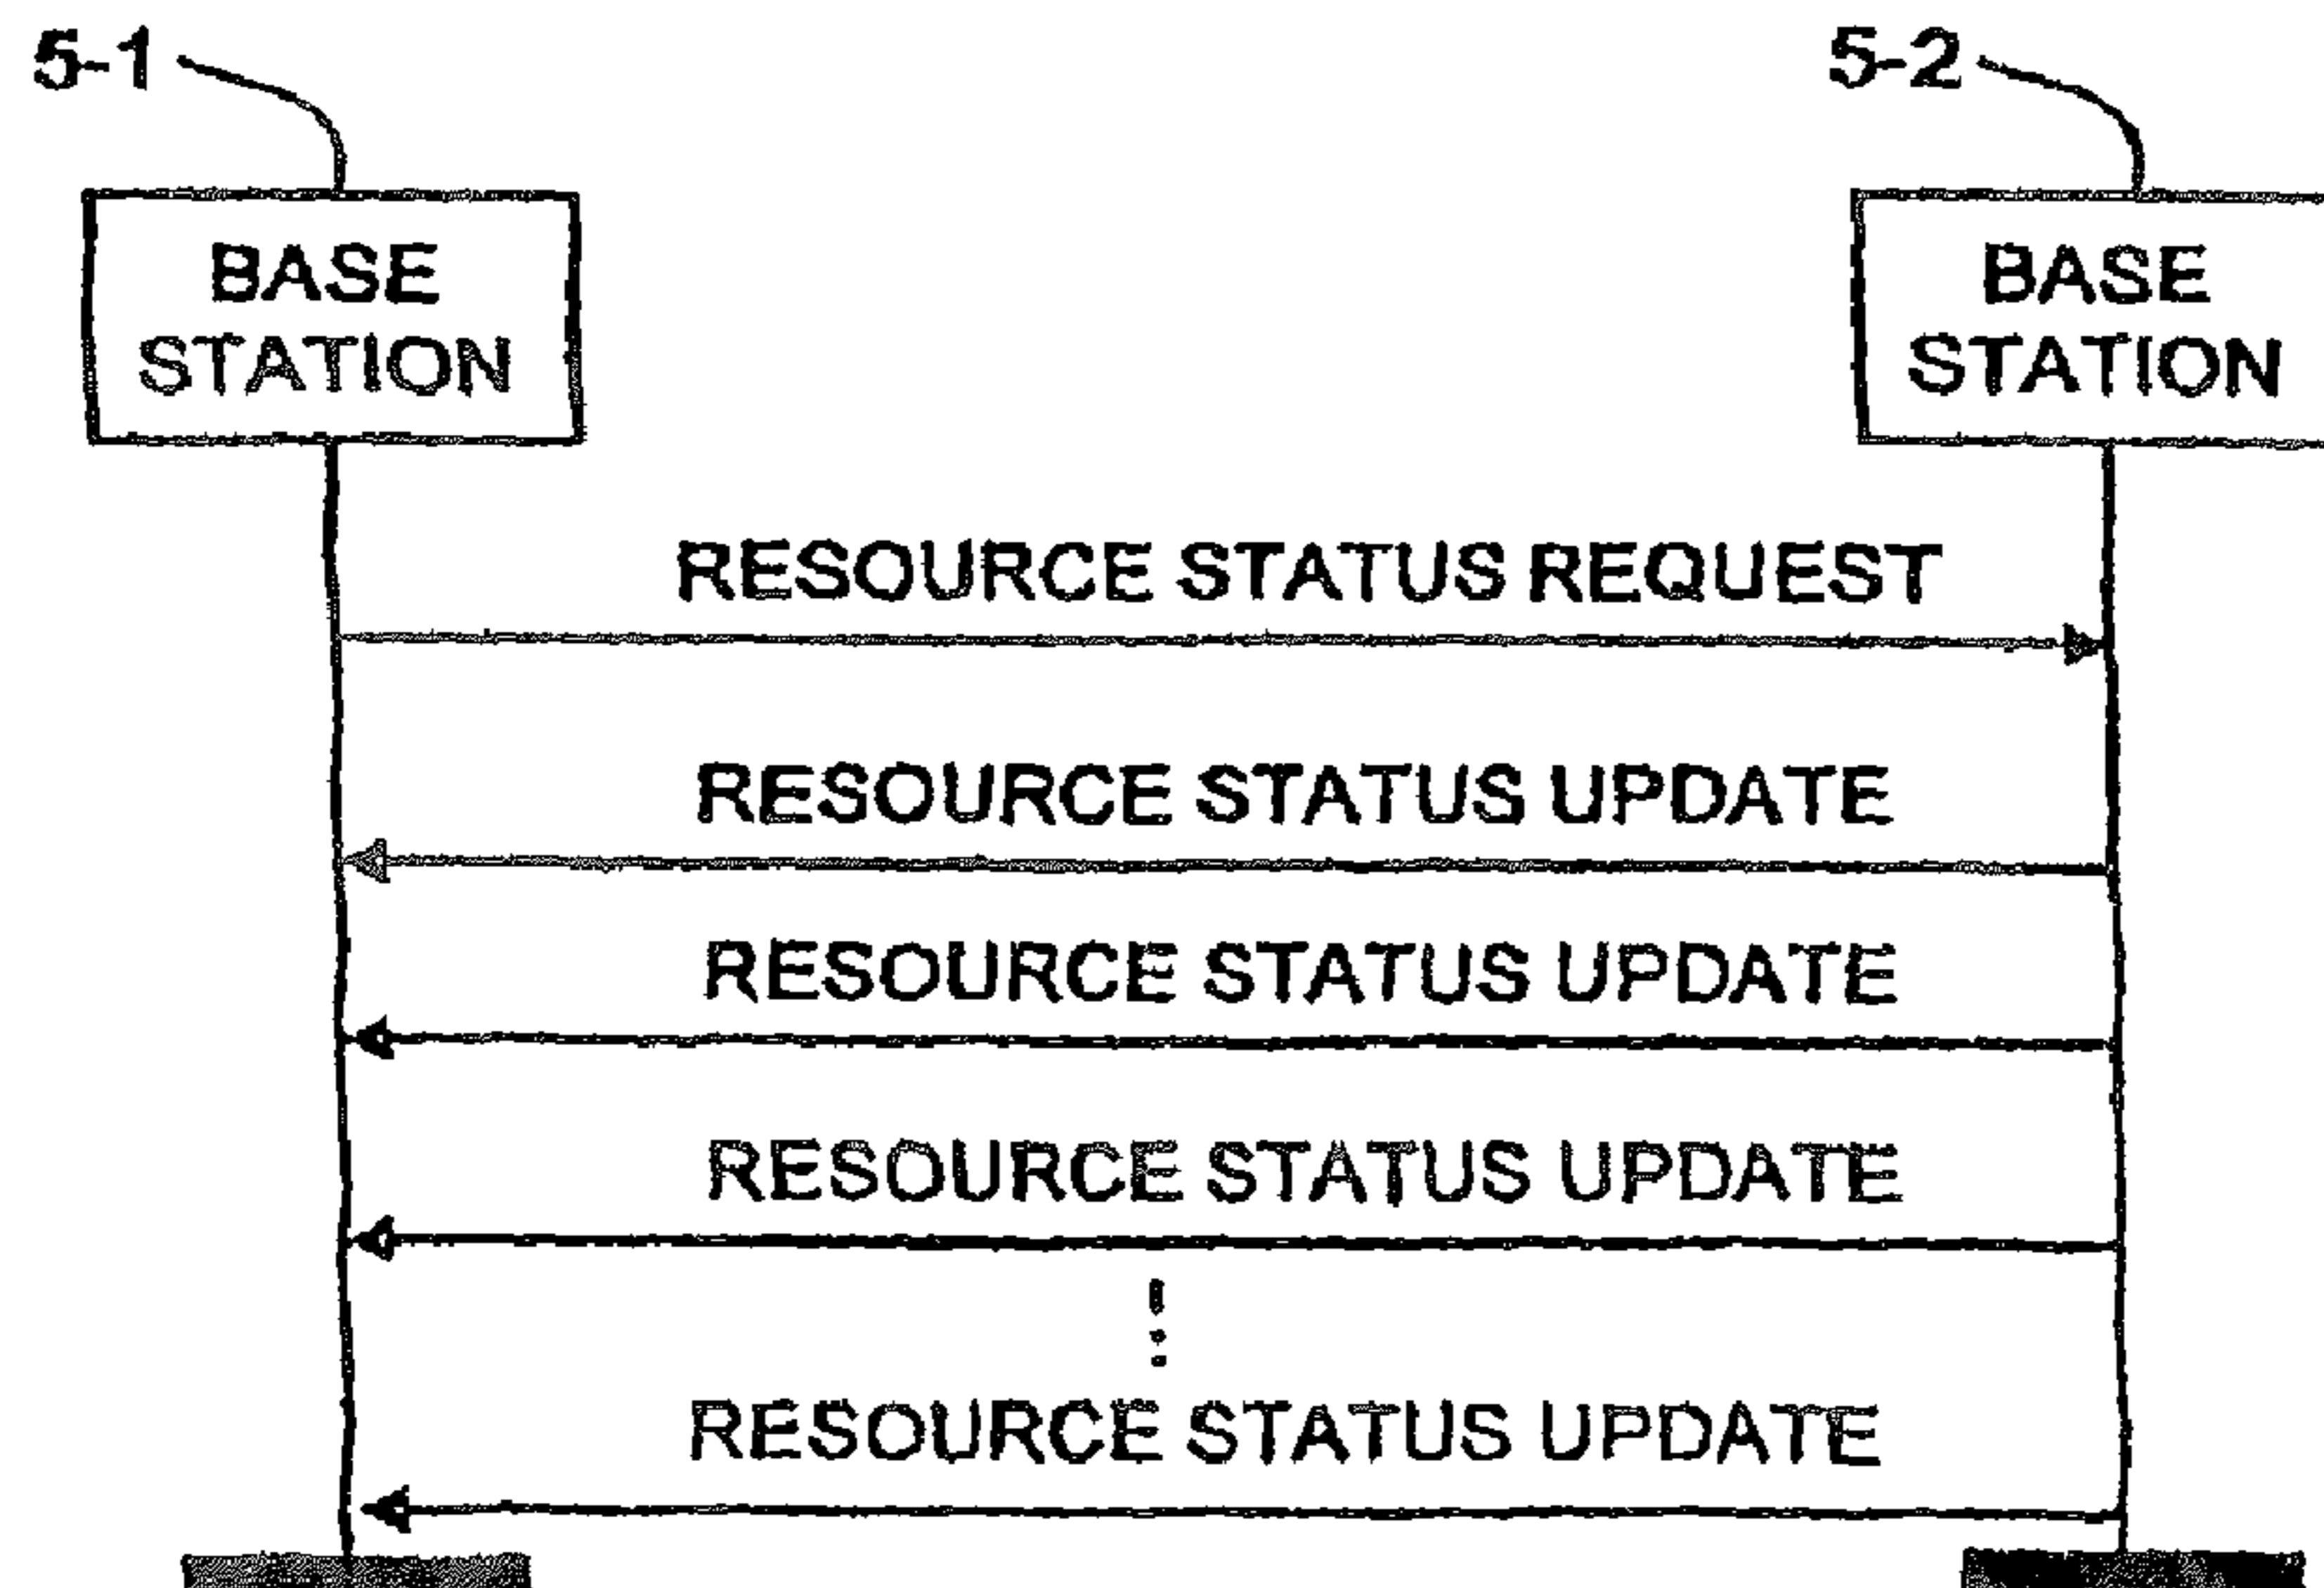 5-1
5-2
BASE
STATION
BASE
STATION
RESOURCE STATUS REQUEST
RESOURCE STATUS UPDATE
RESOURCE STATUS UPDATE
RESOURCE STATUS UPDATE
RESOURCE STATUS UPDATE